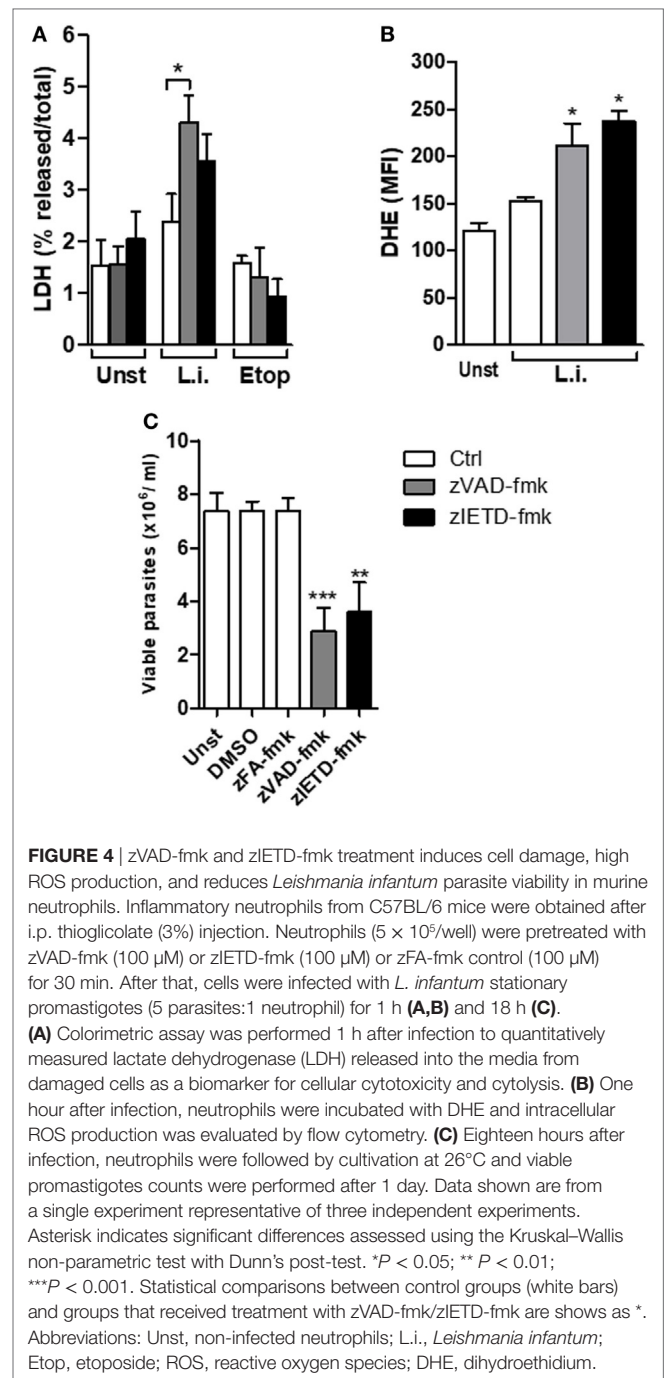 A
6
5
4
3
2
1
0
LDH (% released/total)
*
Unst
L.i.
Etop
B
300
250
200
150
100
50
0
DHE (MFI)
*
*
Unst
L.i.
C
10
8
6
4
2
0
Viable parasites (x10⁶/ ml)
***
**
Unst
DMSO
zFA-fmk
zVAD-fmk
zIETD-fmk
Ctrl
zVAD-fmk
zIETD-fmk
FIGURE 4 | zVAD-fmk and zIETD-fmk treatment induces cell damage, high
ROS production, and reduces Leishmania infantum parasite viability in murine
neutrophils. Inflammatory neutrophils from C57BL/6 mice were obtained after
i.p. thioglicolate (3%) injection. Neutrophils (5 × 10⁵/well) were pretreated with
zVAD-fmk (100 µM) or zIETD-fmk (100 µM) or zFA-fmk control (100 µM)
for 30 min. After that, cells were infected with L. infantum stationary
promastigotes (5 parasites:1 neutrophil) for 1 h (A,B) and 18 h (C).
(A) Colorimetric assay was performed 1 h after infection to quantitatively
measured lactate dehydrogenase (LDH) released into the media from
damaged cells as a biomarker for cellular cytotoxicity and cytolysis. (B) One
hour after infection, neutrophils were incubated with DHE and intracellular
ROS production was evaluated by flow cytometry. (C) Eighteen hours after
infection, neutrophils were followed by cultivation at 26°C and viable
promastigotes counts were performed after 1 day. Data shown are from
a single experiment representative of three independent experiments.
Asterisk indicates significant differences assessed using the Kruskal–Wallis
non-parametric test with Dunn's post-test. *P < 0.05; ** P < 0.01;
***P < 0.001. Statistical comparisons between control groups (white bars)
and groups that received treatment with zVAD-fmk/zIETD-fmk are shows as *.
Abbreviations: Unst, non-infected neutrophils; L.i., Leishmania infantum;
Etop, etoposide; ROS, reactive oxygen species; DHE, dihydroethidium.